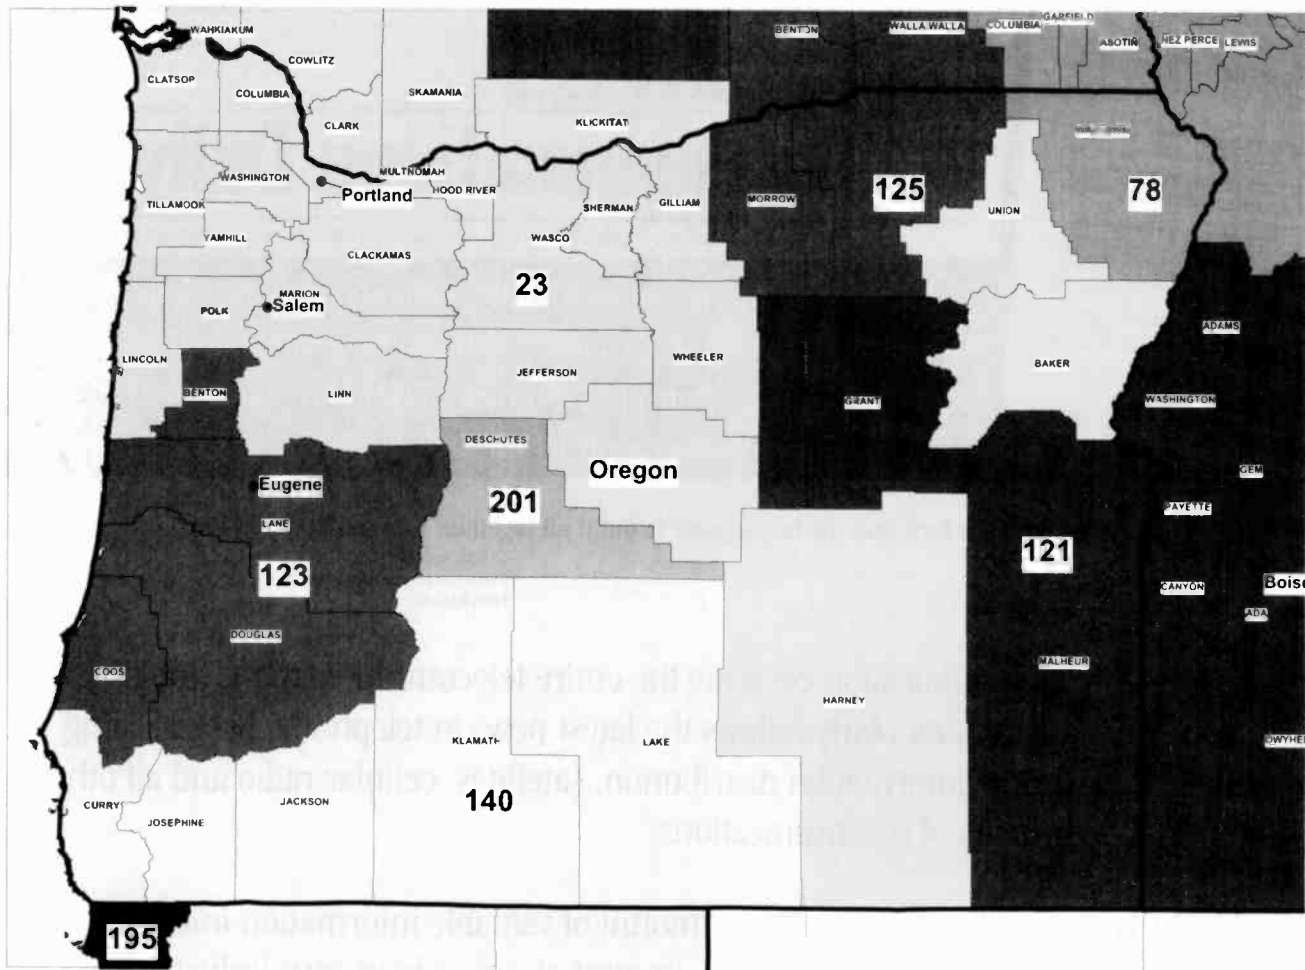 WAHKIAKUM
BENTON
WALLA WALLA
COLUMBIA
GARFIELD
ASOTIN
NEZ PERCE
LEWIS
CLATSOP
COWLITZ
COLUMBIA
SKAMANIA
CLARK
KLICKITAT
MULTNOMAH
WASHINGTON
Portland
HOOD RIVER
TILLAMOOK
SHERMAN
GILLIAM
MORROW
125
UNION
78
YAMHILL
CLACKAMAS
WASCO
MARION
23
POLK
Salem
ADAMS
LINCOLN
JEFFERSON
WHEELER
BAKER
BENTON
LINN
GRANT
WASHINGTON
DESCHUTES
Oregon
GEM
Eugene
201
PAYETTE
LANE
121
123
CANYON
Boise
ADA
DOUGLAS
MALHEUR
COOS
HARNEY
KLAMATH
LAKE
OWYHEE
CURRY
JOSEPHINE
JACKSON
140
195